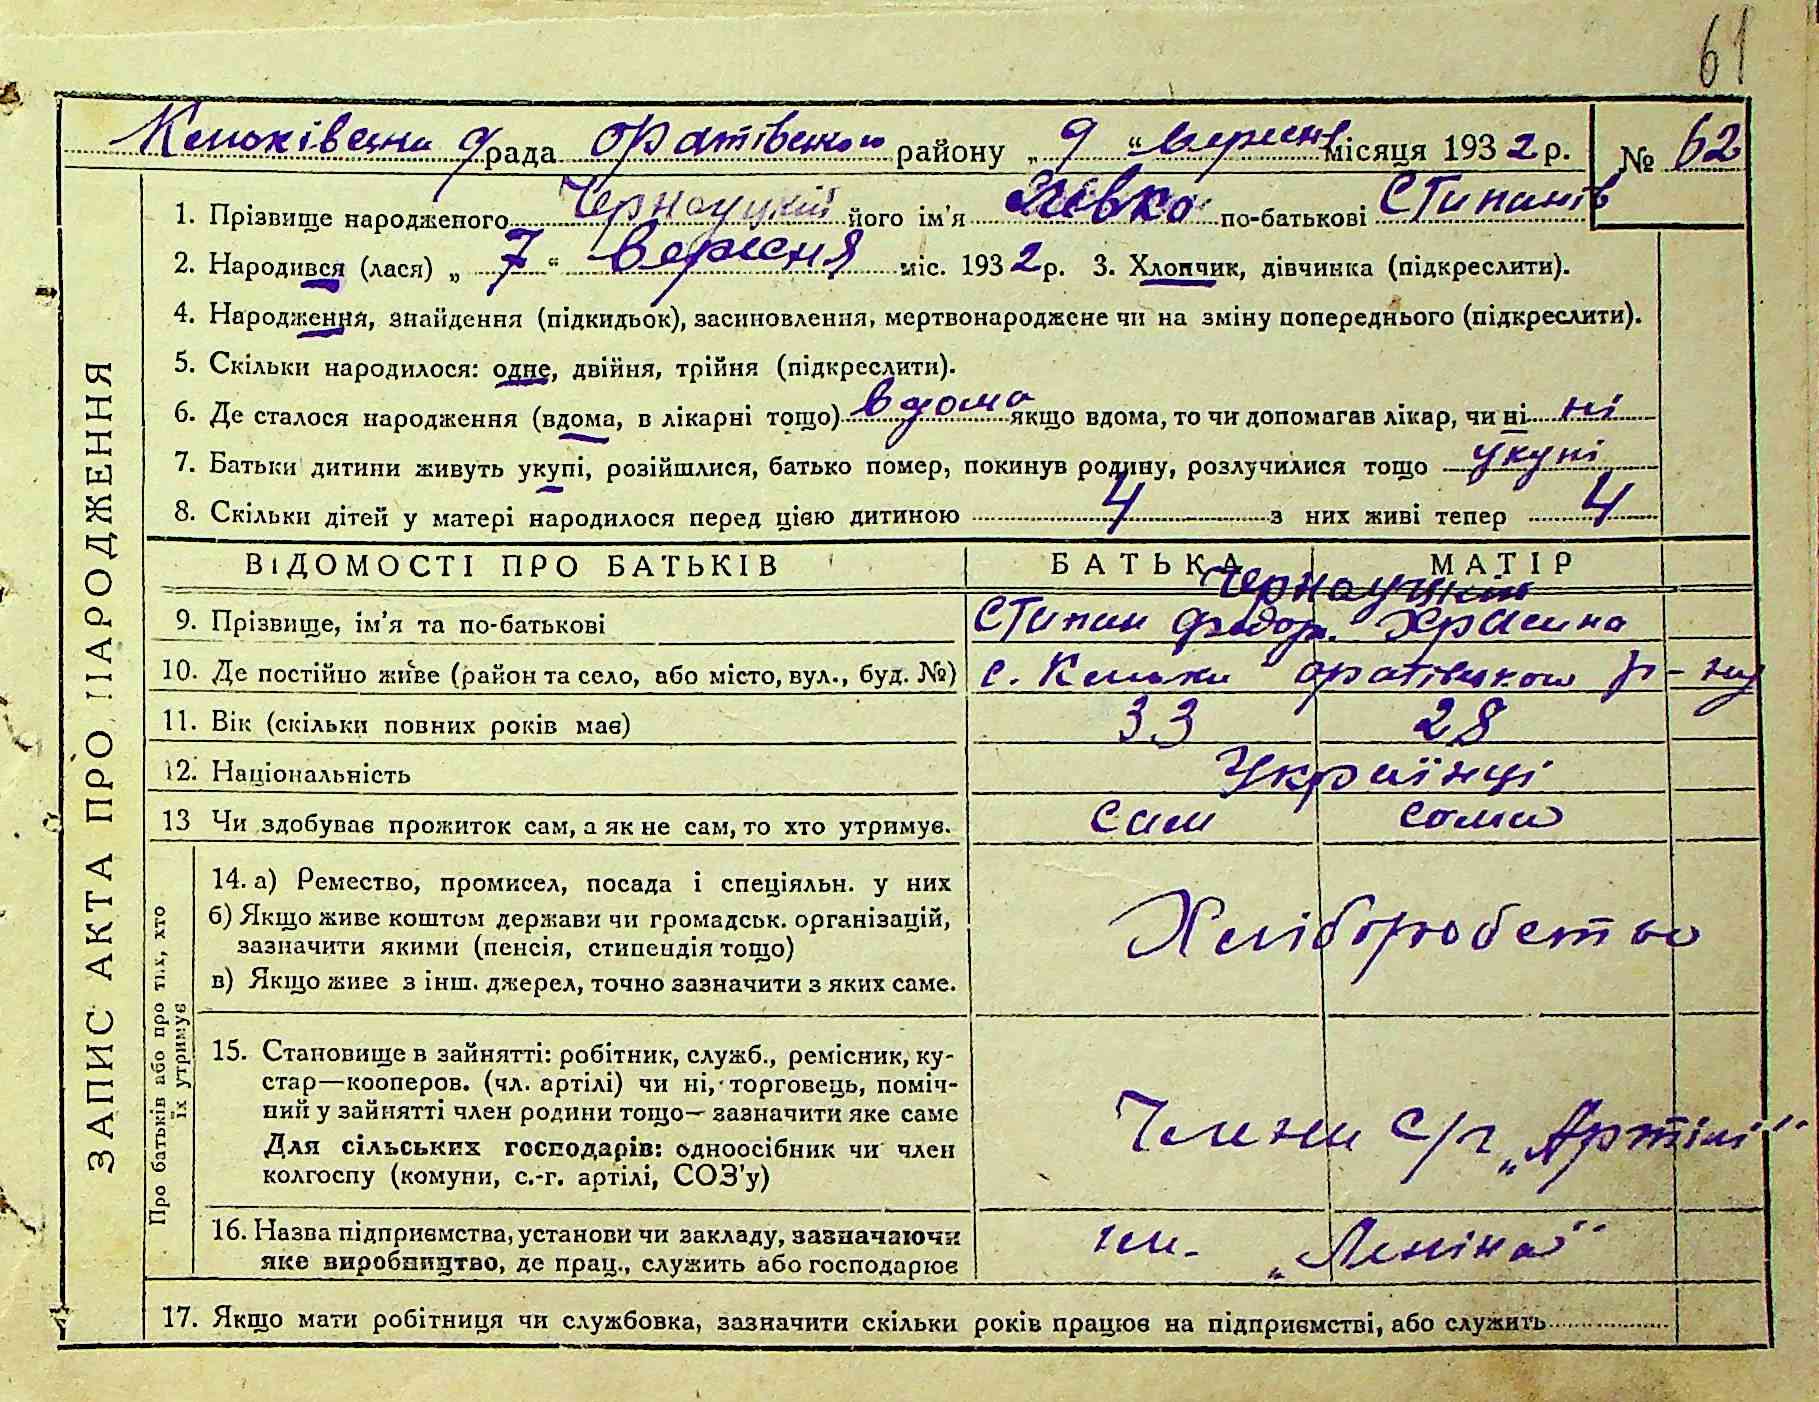 61
рада Оратівського району „ 9 “ вересня місяця 1932 р. № 62
1. Прізвище народженого Черноуцкій його ім'я Левко по-батькові Стипанів
2. Народився (лася) „ 7 “ вересня міс. 1932 р. 3. Хлопчик, дівчинка (підкреслити).
4. Народження, знайдення (підкидьок), засиновлення, мертвонароджене чи на зміну попереднього (підкреслити).
5. Скільки народилося: одне, двійня, трійня (підкреслити).
6. Де сталося народження (вдома, в лікарні тощо) вдома якщо вдома, то чи допомагав лікар, чи ні ні
7. Батьки дитини живуть укупі, розійшлися, батько помер, покинув родину, розлучилися тощо укупі
8. Скільки дітей у матері народилося перед цією дитиною 4 з них живі тепер 4
ВІДОМОСТІ ПРО БАТЬКІВ БАТЬКА МАТІР
Черноуцкій
9. Прізвище, ім'я та по-батькові Стипан Федор.
10. Де постійно живе (район та село, або місто, вул., буд. №) с. оратівського р-ну
11. Вік (скільки повних років має) 33 28
12. Національність Українці
13 Чи здобуває прожиток сам, а як не сам, то хто утримує. сам сама
14. а) Ремество, промисел, посада і спеціяльн. у них
б) Якщо живе коштом держави чи громадськ. організацій,
зазначити якими (пенсія, стипендія тощо)
в) Якщо живе з інш. джерел, точно зазначити з яких саме.
Хліборобство
15. Становище в зайнятті: робітник, служб., ремісник, ку-
стар—кооперов. (чл. артілі) чи ні, торговець, поміч-
ний у зайнятті член родини тощо— зазначити яке саме
Для сільських господарів: одноосібник чи член
колгоспу (комуни, с.-г. артілі, СОЗ'у)
Члени с/г „Артілі“
16. Назва підприємства, установи чи закладу, зазначаючи
яке виробництво, де прац., служить або господарює
ім. „Леніна“
17. Якщо мати робітниця чи службовка, зазначити скільки років працює на підприємстві, або служить
ЗАПИС АКТА ПРО НАРОДЖЕННЯ
Про батьків або про тих, хто
їх утримує